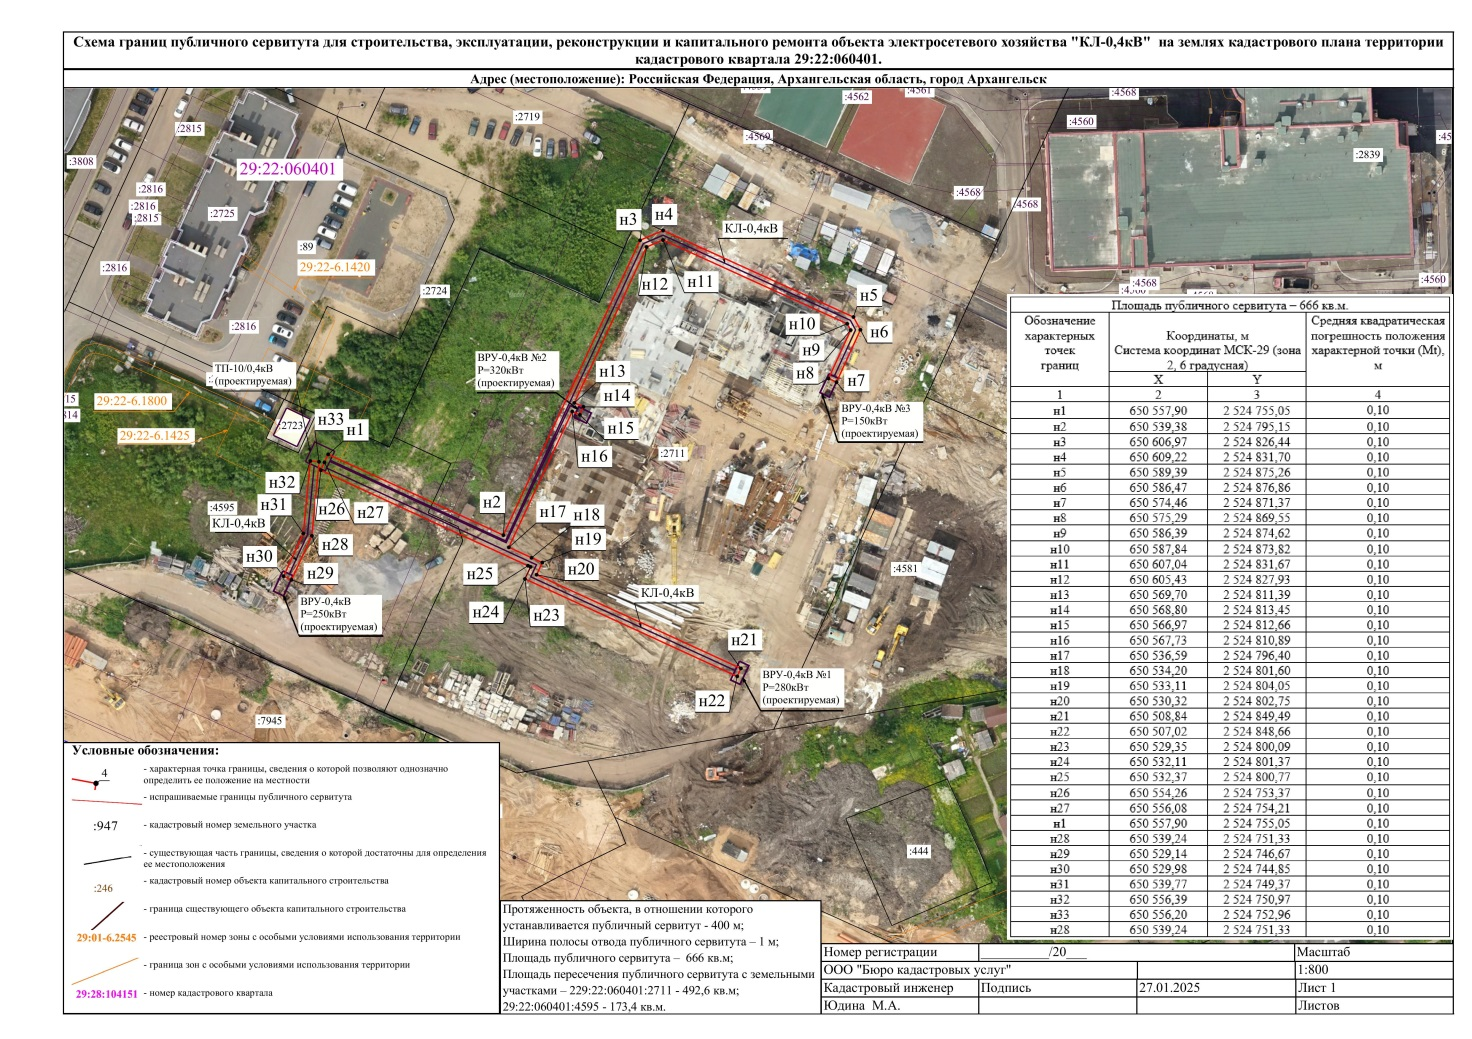 Схема границ публичного сервитута для строительства, эксплуатации, реконструкции и капитального ремонта объекта электросетевого хозяйства "КЛ-0,4кВ" на землях кадастрового плана территории
кадастрового квартала 29:22:060401.
Адрес (местоположение): Российская Федерация, Архангельская область, город Архангельск
:4562
:4561
:4568
:2719
:2815
:4569
:4560
:3808
29:22:060401
:2839
:2816
:4568
:2816
:2815
:2725
:4568
н3
н4
КЛ-0,4кВ
:89
:2816
29:22-6.1420
н12
н11
:4568
:4560
:2724
н5
:2816
н10
н6
н9
ТП-10/0,4кВ
(проектируемая)
ВРУ-0,4кВ №2
Р=320кВт
(проектируемая)
н13
н8
н7
н14
29:22-6.1800
ВРУ-0,4кВ №3
Р=150кВт
(проектируемая)
:2723
н33
н1
н15
29:22-6.1425
н16
:2711
н32
н2
н31
н26
н27
н17
н18
:4595
КЛ-0,4кВ
н28
н19
н30
н29
н25
н20
:4581
ВРУ-0,4кВ
Р=250кВт
(проектируемая)
н24
н23
КЛ-0,4кВ
н21
ВРУ-0,4кВ №1
Р=280кВт
(проектируемая)
н22
:7945
:444
Площадь публичного сервитута – 666 кв.м.
Обозначение характерных точек границ
Координаты, м
Система координат МСК-29 (зона 2, 6 градусная)
Средняя квадратическая погрешность положения характерной точки (Mt), м
X Y
1 2 3 4
н1 650 557,90 2 524 755,05 0,10
н2 650 539,38 2 524 795,15 0,10
н3 650 606,97 2 524 826,44 0,10
н4 650 609,22 2 524 831,70 0,10
н5 650 589,39 2 524 875,26 0,10
н6 650 586,47 2 524 876,86 0,10
н7 650 574,46 2 524 871,37 0,10
н8 650 575,29 2 524 869,55 0,10
н9 650 586,39 2 524 874,62 0,10
н10 650 587,84 2 524 873,82 0,10
н11 650 607,04 2 524 831,67 0,10
н12 650 605,43 2 524 827,93 0,10
н13 650 569,70 2 524 811,39 0,10
н14 650 568,80 2 524 813,45 0,10
н15 650 566,97 2 524 812,66 0,10
н16 650 567,73 2 524 810,89 0,10
н17 650 536,59 2 524 796,40 0,10
н18 650 534,20 2 524 801,60 0,10
н19 650 533,11 2 524 804,05 0,10
н20 650 530,32 2 524 802,75 0,10
н21 650 508,84 2 524 849,49 0,10
н22 650 507,02 2 524 848,66 0,10
н23 650 529,35 2 524 800,09 0,10
н24 650 532,11 2 524 801,37 0,10
н25 650 532,37 2 524 800,77 0,10
н26 650 554,26 2 524 753,37 0,10
н27 650 556,08 2 524 754,21 0,10
н1 650 557,90 2 524 755,05 0,10
н28 650 539,24 2 524 751,33 0,10
н29 650 529,14 2 524 746,67 0,10
н30 650 529,98 2 524 744,85 0,10
н31 650 539,77 2 524 749,37 0,10
н32 650 556,39 2 524 750,97 0,10
н33 650 556,20 2 524 752,96 0,10
н28 650 539,24 2 524 751,33 0,10
Условные обозначения:
4 - характерная точка границы, сведения о которой позволяют однозначно
определить ее положение на местности
- испрашиваемые границы публичного сервитута
:947 - кадастровый номер земельного участка
- существующая часть границы, сведения о которой достаточны для определения
ее местоположения
:246 - кадастровый номер объекта капитального строительства
- граница сществующего объекта капитального строительства
29:01-6.2545 - реестровый номер зоны с особыми условиями использования территории
- граница зон с особыми условиями использования территории
29:28:104151 - номер кадастрового квартала
Протяженность объекта, в отношении которого
устанавливается публичный сервитут - 400 м;
Ширина полосы отвода публичного сервитута – 1 м;
Площадь публичного сервитута – 666 кв.м;
Площадь пересечения публичного сервитута с земельными
участками – 229:22:060401:2711 - 492,6 кв.м;
29:22:060401:4595 - 173,4 кв.м.
Номер регистрации __________/20___ Масштаб
ООО "Бюро кадастровых услуг" 1:800
Кадастровый инженер Подпись 27.01.2025 Лист 1
Юдина М.А. Листов